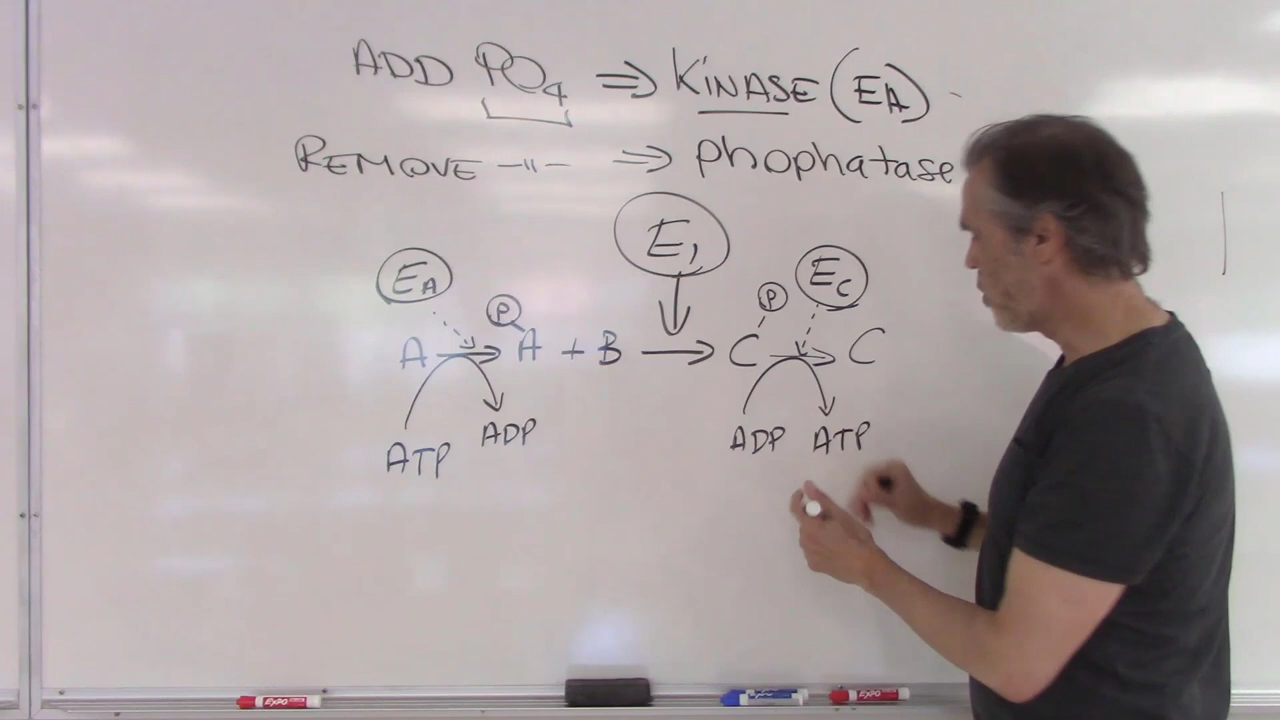 ADD PO4 ⇒ KINASE (EA)
REMOVE —"— ⇒ phophatase
E1
EA
P
P
EC
A → A + B → C → C
ATP
ADP
ADP
ATP
EXPO
EXPO